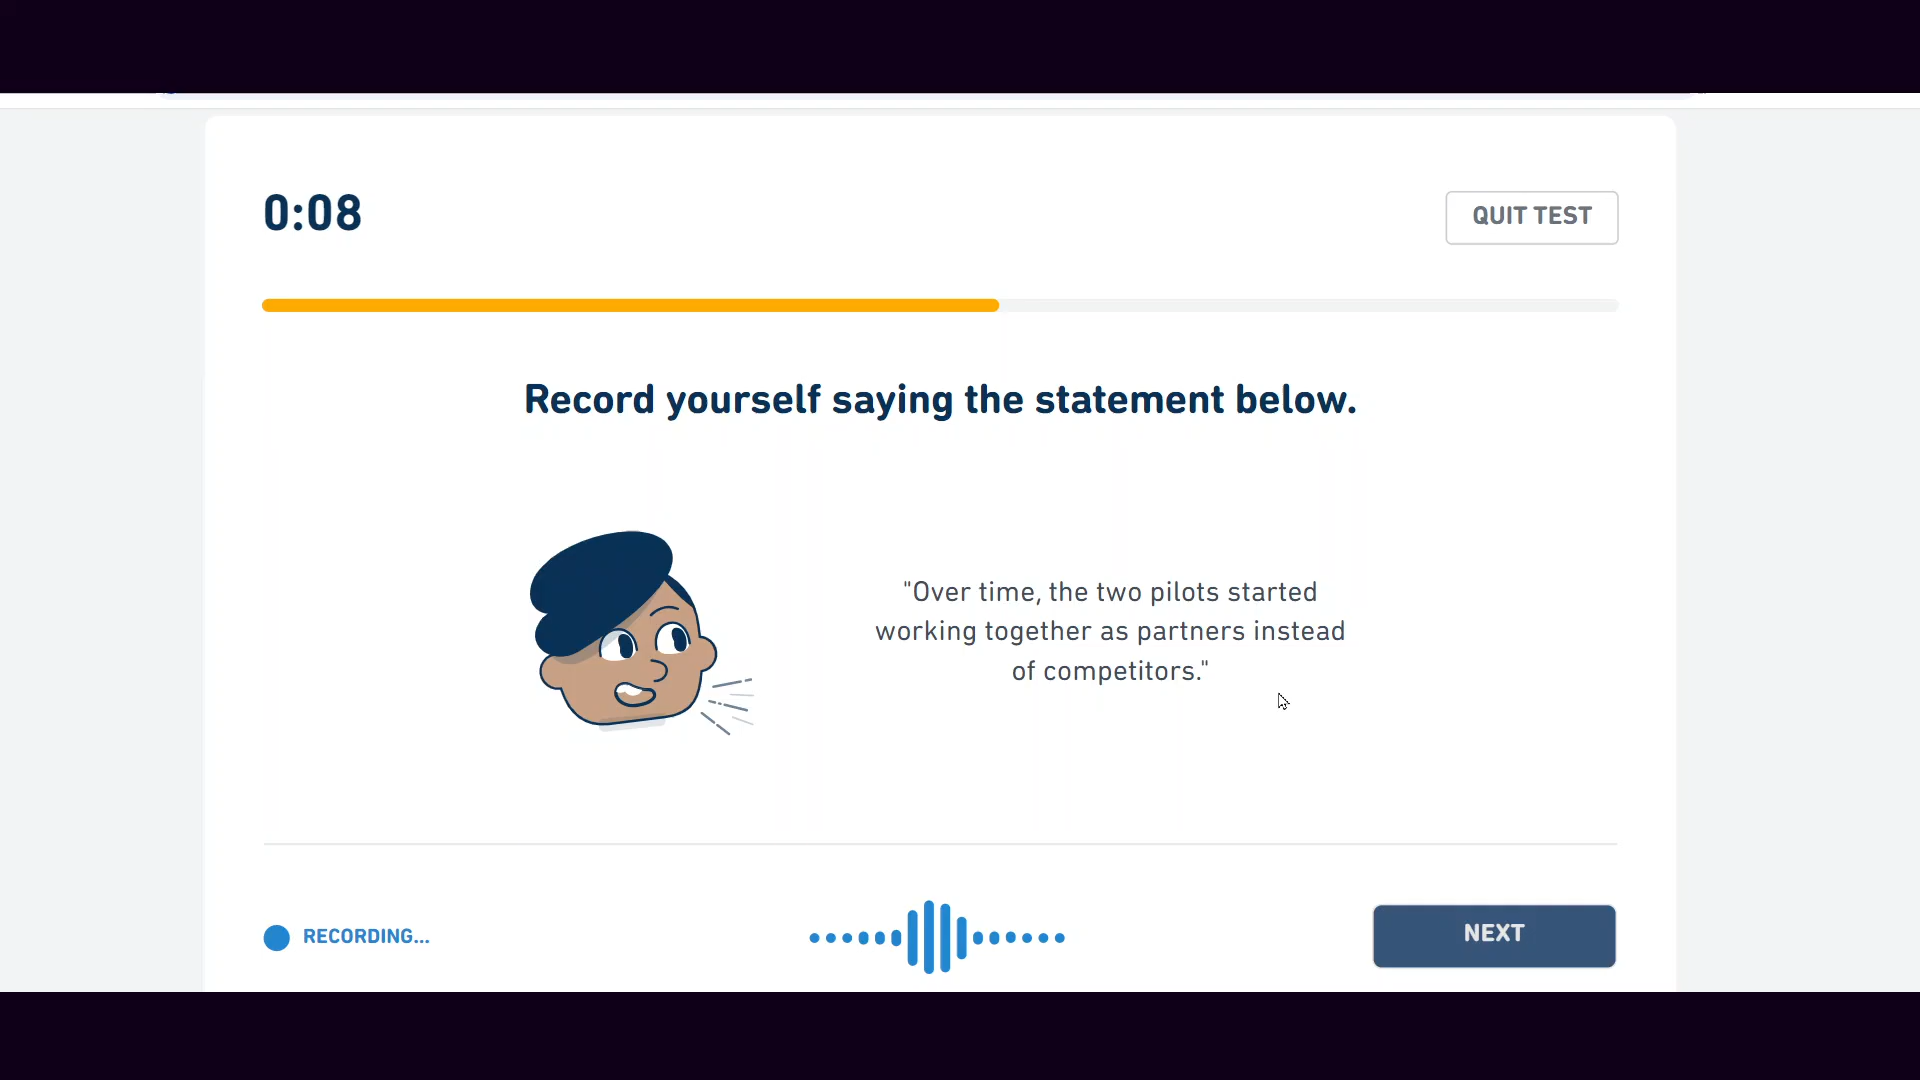 0:08
QUIT TEST
Record yourself saying the statement below.
"Over time, the two pilots started
working together as partners instead
of competitors."
RECORDING...
NEXT